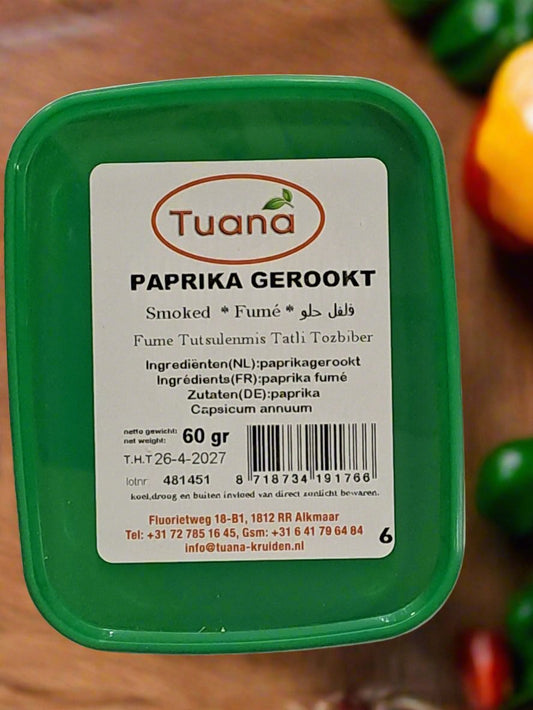 Tuana
PAPRIKA GEROOKT
Smoked * Fumé * فلفل حلو
Fume Tutsulenmis Tatli Tozbiber
Ingrediënten(NL):paprikagerookt
Ingrédients(FR):paprika fumé
Zutaten(DE):paprika
Capsicum annuum
netto gewicht:
net weight: 60 gr
T.H.T 26-4-2027
lotnr 481451
8 718734 191766
koel,droog en buiten invloed van direct zonlicht bewaren.
Fluorietweg 18-B1, 1812 RR Alkmaar
Tel: +31 72 785 16 45, Gsm: +31 6 41 79 64 84
info@tuana-kruiden.nl
6